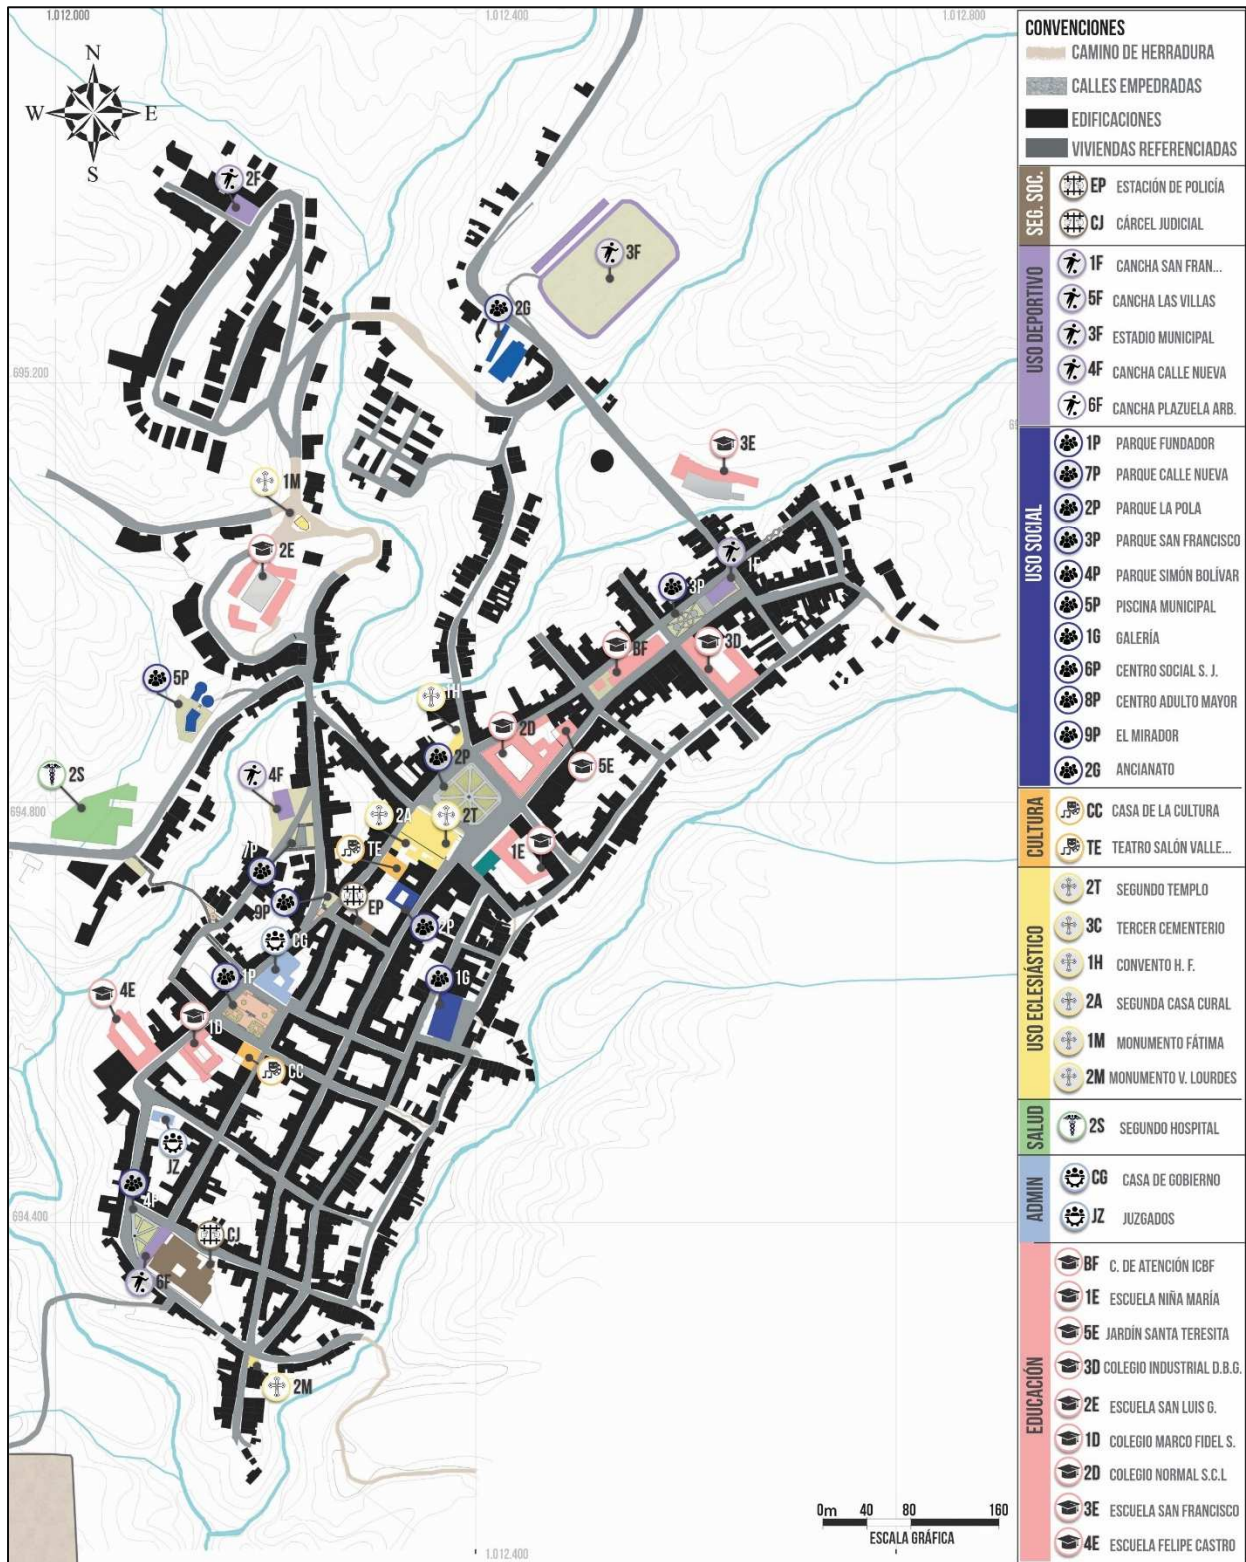 1.012.000
1.012.400
1.012.800
N
W
E
S
2F
3F
2G
695.200
3E
1M
2E
1F
3P
BF
3D
5P
1H
2D
2P
5E
2S
4F
694.800
2A
2T
TE
1E
7P
9P
EP
2P
CG
1P
1G
4E
1D
CC
JZ
4P
694.400
CJ
6F
2M
0m 40 80 160
ESCALA GRÁFICA
1.012.400
CONVENCIONES
CAMINO DE HERRADURA
CALLES EMPEDRADAS
EDIFICACIONES
VIVIENDAS REFERENCIADAS
SEG. SOC.
EP ESTACIÓN DE POLICÍA
CJ CÁRCEL JUDICIAL
USO DEPORTIVO
1F CANCHA SAN FRAN...
5F CANCHA LAS VILLAS
3F ESTADIO MUNICIPAL
4F CANCHA CALLE NUEVA
6F CANCHA PLAZUELA ARB.
USO SOCIAL
1P PARQUE FUNDADOR
7P PARQUE CALLE NUEVA
2P PARQUE LA POLA
3P PARQUE SAN FRANCISCO
4P PARQUE SIMÓN BOLÍVAR
5P PISCINA MUNICIPAL
1G GALERÍA
6P CENTRO SOCIAL S. J.
8P CENTRO ADULTO MAYOR
9P EL MIRADOR
2G ANCIANATO
CULTURA
CC CASA DE LA CULTURA
TE TEATRO SALÓN VALLE...
USO ECLESIÁSTICO
2T SEGUNDO TEMPLO
3C TERCER CEMENTERIO
1H CONVENTO H. F.
2A SEGUNDA CASA CURAL
1M MONUMENTO FÁTIMA
2M MONUMENTO V. LOURDES
SALUD
2S SEGUNDO HOSPITAL
ADMIN
CG CASA DE GOBIERNO
JZ JUZGADOS
EDUCACIÓN
BF C. DE ATENCIÓN ICBF
1E ESCUELA NIÑA MARÍA
5E JARDÍN SANTA TERESITA
3D COLEGIO INDUSTRIAL D.B.G.
2E ESCUELA SAN LUIS G.
1D COLEGIO MARCO FIDEL S.
2D COLEGIO NORMAL S.C.L
3E ESCUELA SAN FRANCISCO
4E ESCUELA FELIPE CASTRO